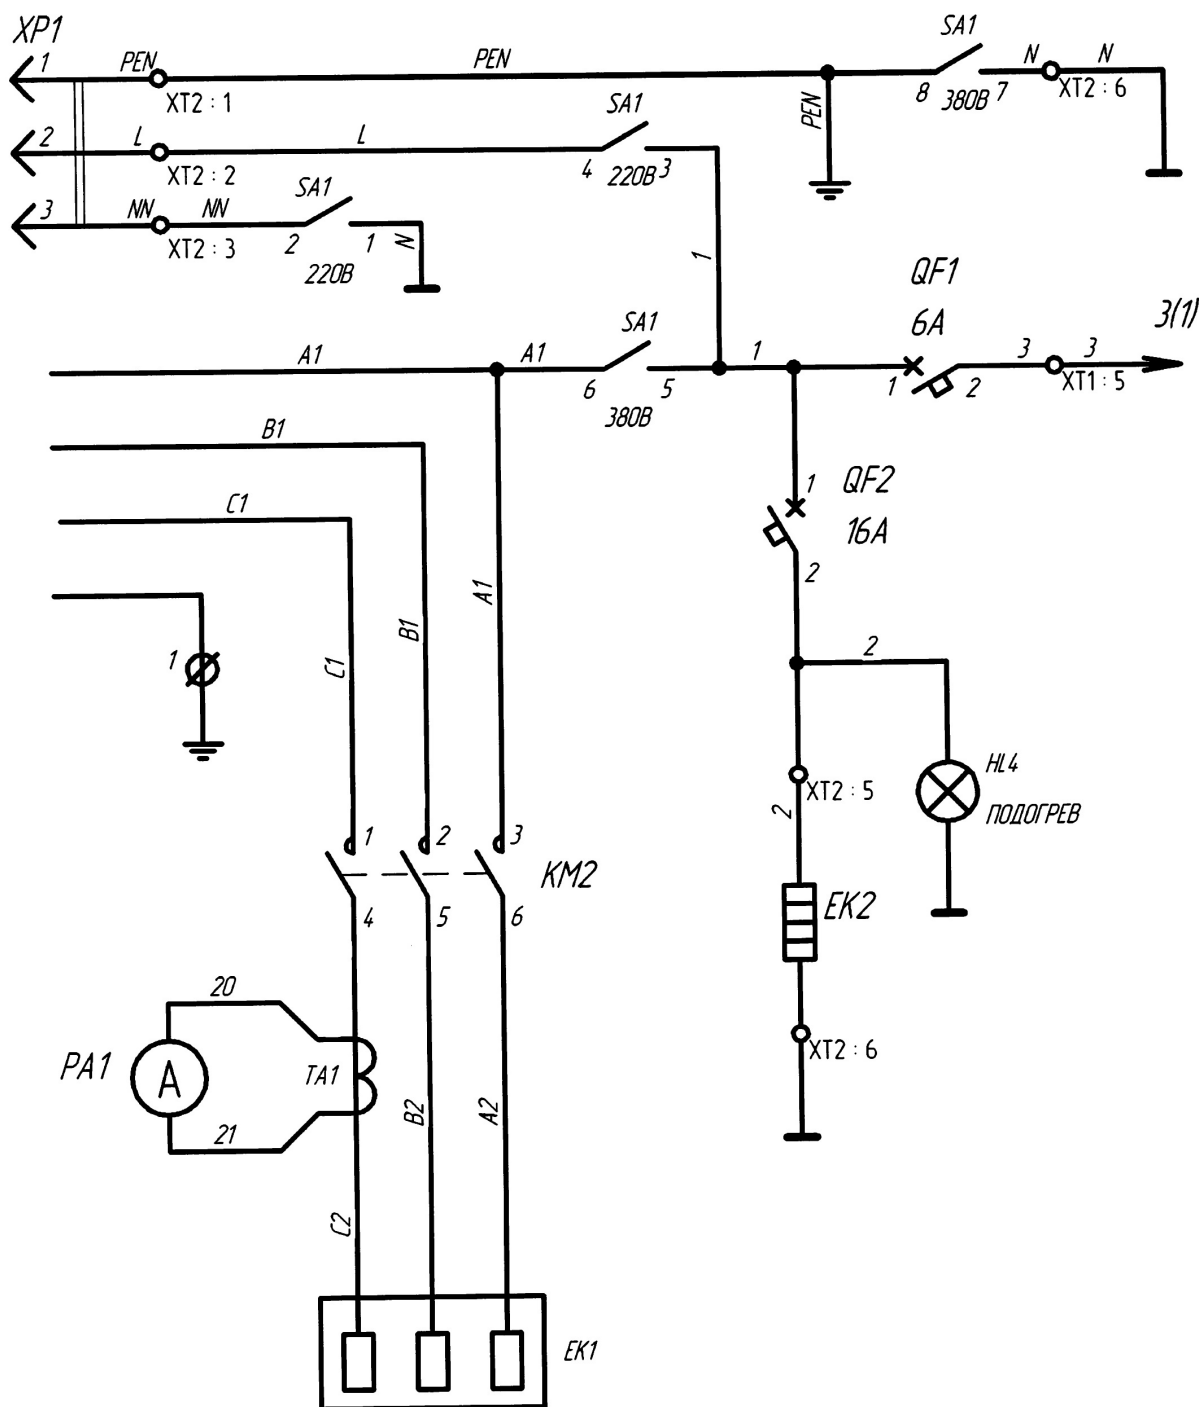 XP1
1 PEN PEN SA1 N N
XT2 : 1 8 380В 7 XT2 : 6
PEN
2 L L SA1
XT2 : 2 4 220В 3
3 NN NN SA1
XT2 : 3 2 1 N
220В
1
QF1
6А
3(1)
A1 A1 SA1 1 3 3
6 5 1 2 XT1 : 5
380В
B1
C1
1 QF2
16А
2
A1
B1
C1
1
2
HL4
XT2 : 5
ПОДОГРЕВ
2
1 2 3
KM2
4 5 6
EK2
20
PA1 A TA1
XT2 : 6
21
B2 A2
C2
EK1